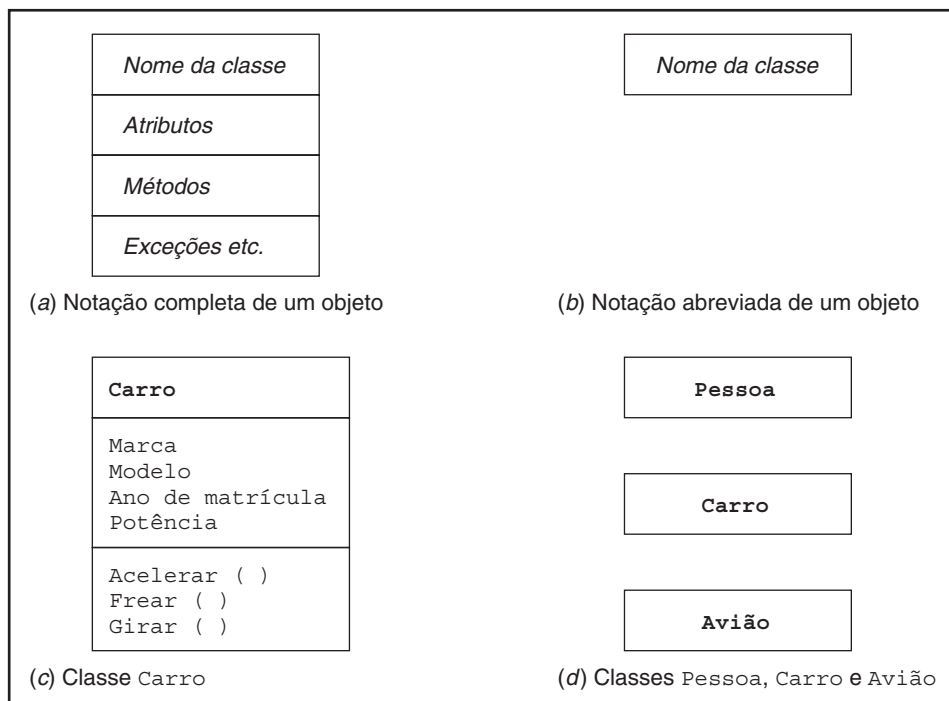 Nome da classe
Atributos
Métodos
Exceções etc.
(a) Notação completa de um objeto
Nome da classe
(b) Notação abreviada de um objeto
Carro
Marca
Modelo
Ano de matrícula
Potência
Acelerar ( )
Frear ( )
Girar ( )
(c) Classe Carro
Pessoa
Carro
Avião
(d) Classes Pessoa, Carro e Avião